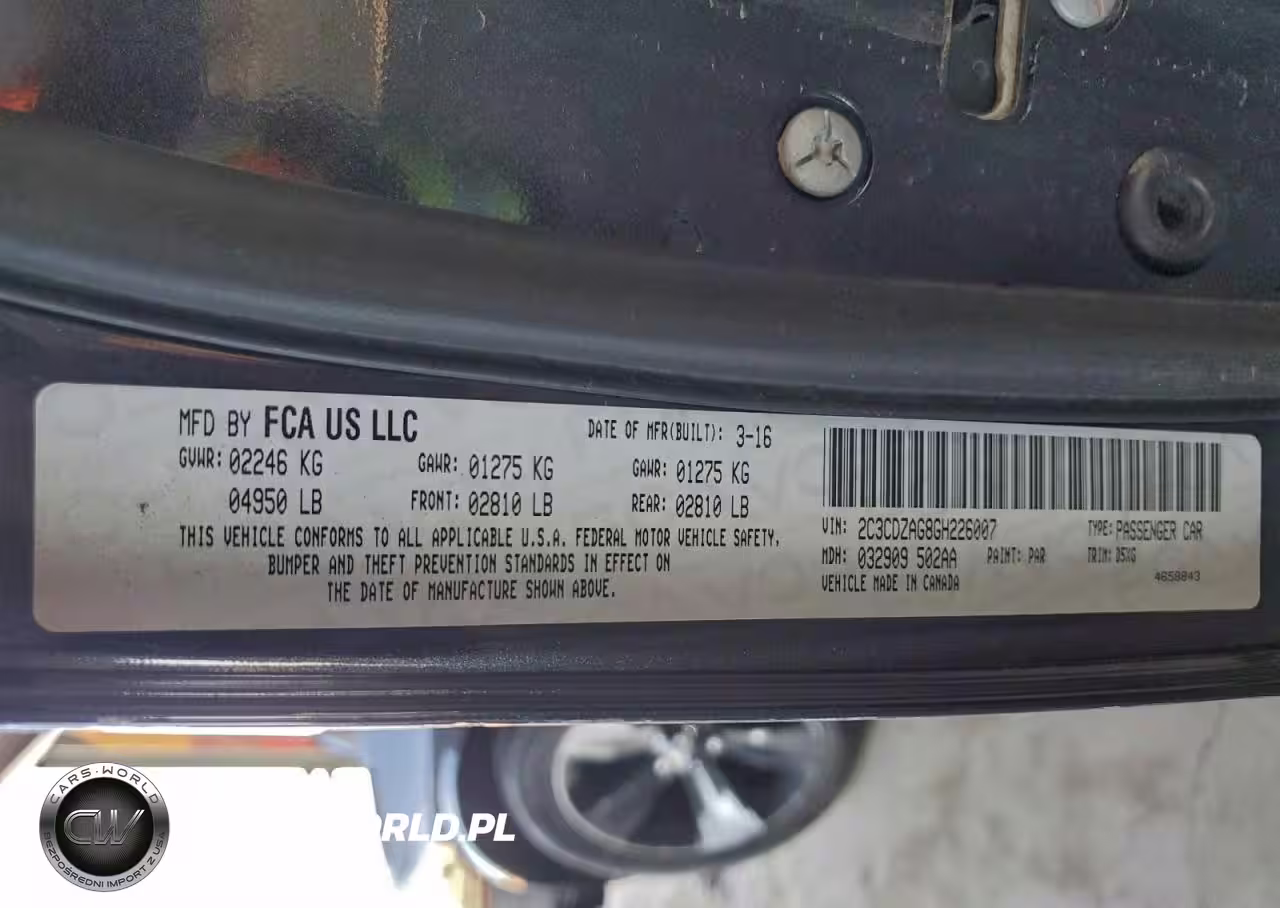 MFD BY FCA US LLC
DATE OF MFR(BUILT): 3-16
GVWR: 02246 KG GAWR: 01275 KG GAWR: 01275 KG
04950 LB FRONT: 02810 LB REAR: 02810 LB
THIS VEHICLE CONFORMS TO ALL APPLICABLE U.S.A. FEDERAL MOTOR VEHICLE SAFETY,
BUMPER AND THEFT PREVENTION STANDARDS IN EFFECT ON
THE DATE OF MANUFACTURE SHOWN ABOVE.
VIN: 2C3CDZAG8GH226007 TYPE: PASSENGER CAR
MDH: 032909 502AA PAINT: PAR TRIM: D5XG
VEHICLE MADE IN CANADA 4658843
CARS-WORLD
CW
BEZPOŚREDNI IMPORT Z USA
ORLD.PL